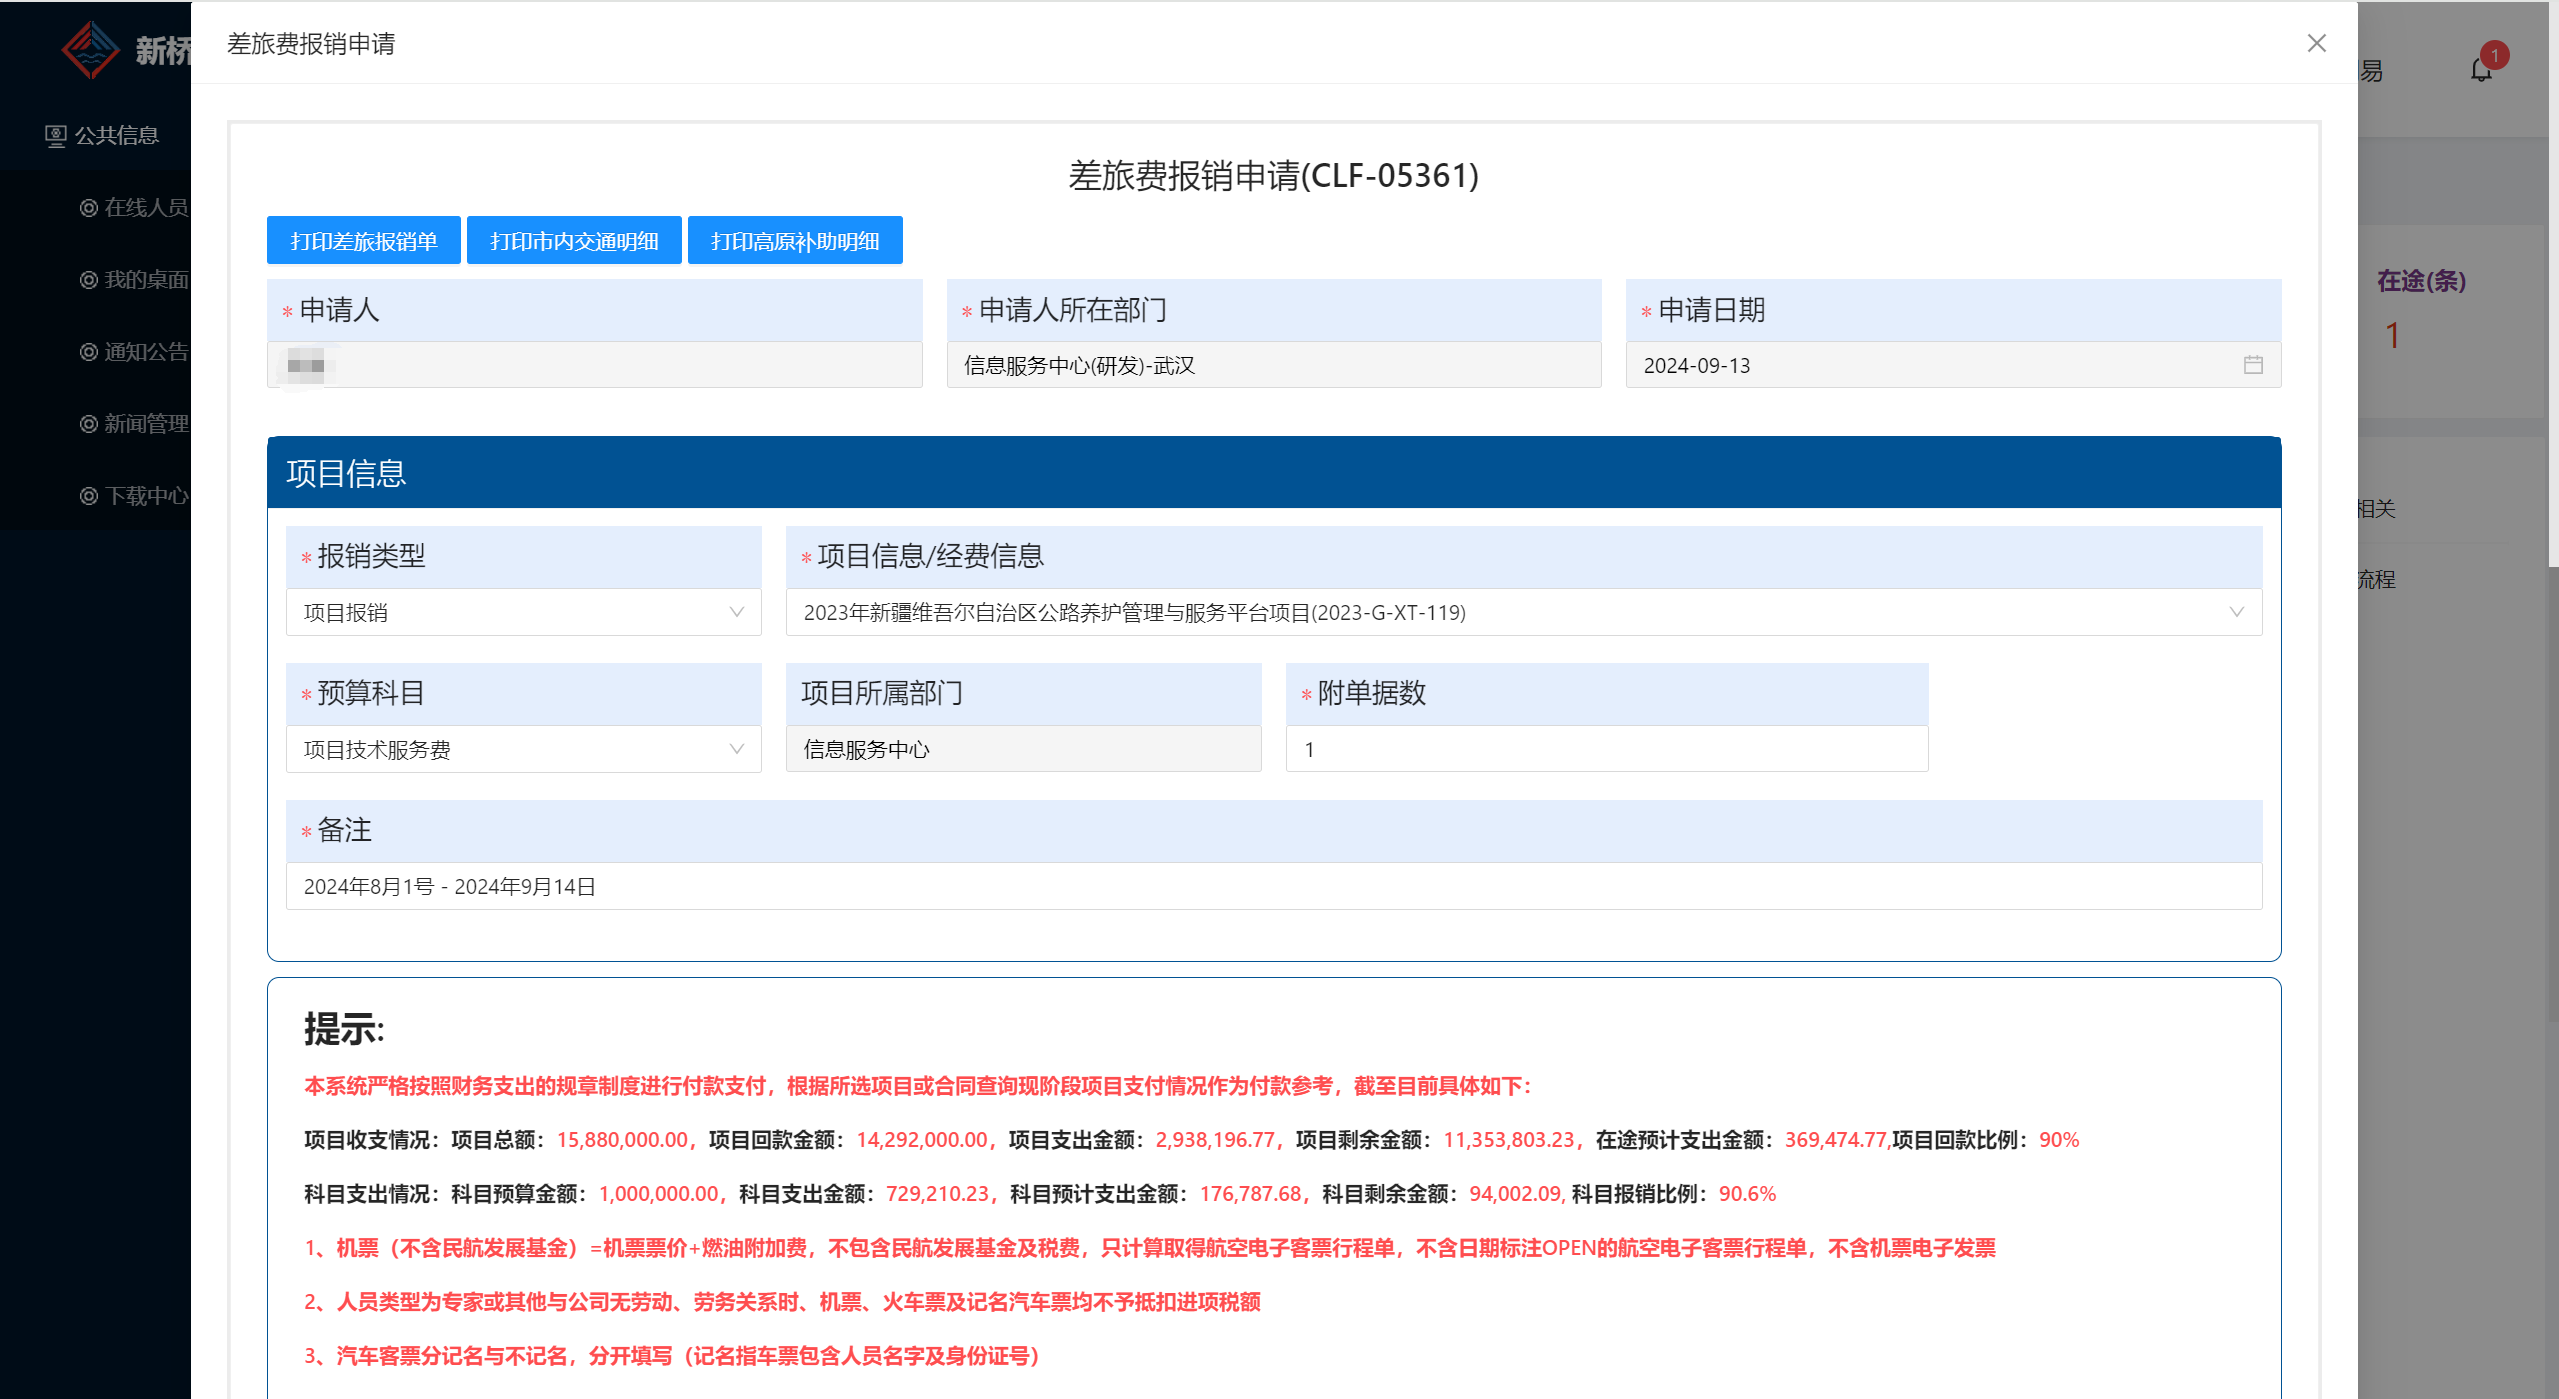 差旅费报销申请
新桥
易
1
公共信息
在线人员
我的桌面
通知公告
新闻管理
下载中心
差旅费报销申请(CLF-05361)
打印差旅报销单 打印市内交通明细 打印高原补助明细
* 申请人 * 申请人所在部门 * 申请日期
信息服务中心(研发)-武汉 2024-09-13
在途(条)
1
相关
流程
项目信息
* 报销类型 * 项目信息/经费信息
项目报销 2023年新疆维吾尔自治区公路养护管理与服务平台项目(2023-G-XT-119)
* 预算科目 项目所属部门 * 附单据数
项目技术服务费 信息服务中心 1
* 备注
2024年8月1号 - 2024年9月14日
提示:
本系统严格按照财务支出的规章制度进行付款支付，根据所选项目或合同查询现阶段项目支付情况作为付款参考，截至目前具体如下：
项目收支情况：项目总额：15,880,000.00，项目回款金额：14,292,000.00，项目支出金额：2,938,196.77，项目剩余金额：11,353,803.23，在途预计支出金额：369,474.77,项目回款比例：90%
科目支出情况：科目预算金额：1,000,000.00，科目支出金额：729,210.23，科目预计支出金额：176,787.68，科目剩余金额：94,002.09, 科目报销比例：90.6%
1、机票（不含民航发展基金）=机票票价+燃油附加费，不包含民航发展基金及税费，只计算取得航空电子客票行程单，不含日期标注OPEN的航空电子客票行程单，不含机票电子发票
2、人员类型为专家或其他与公司无劳动、劳务关系时、机票、火车票及记名汽车票均不予抵扣进项税额
3、汽车客票分记名与不记名，分开填写（记名指车票包含人员名字及身份证号）